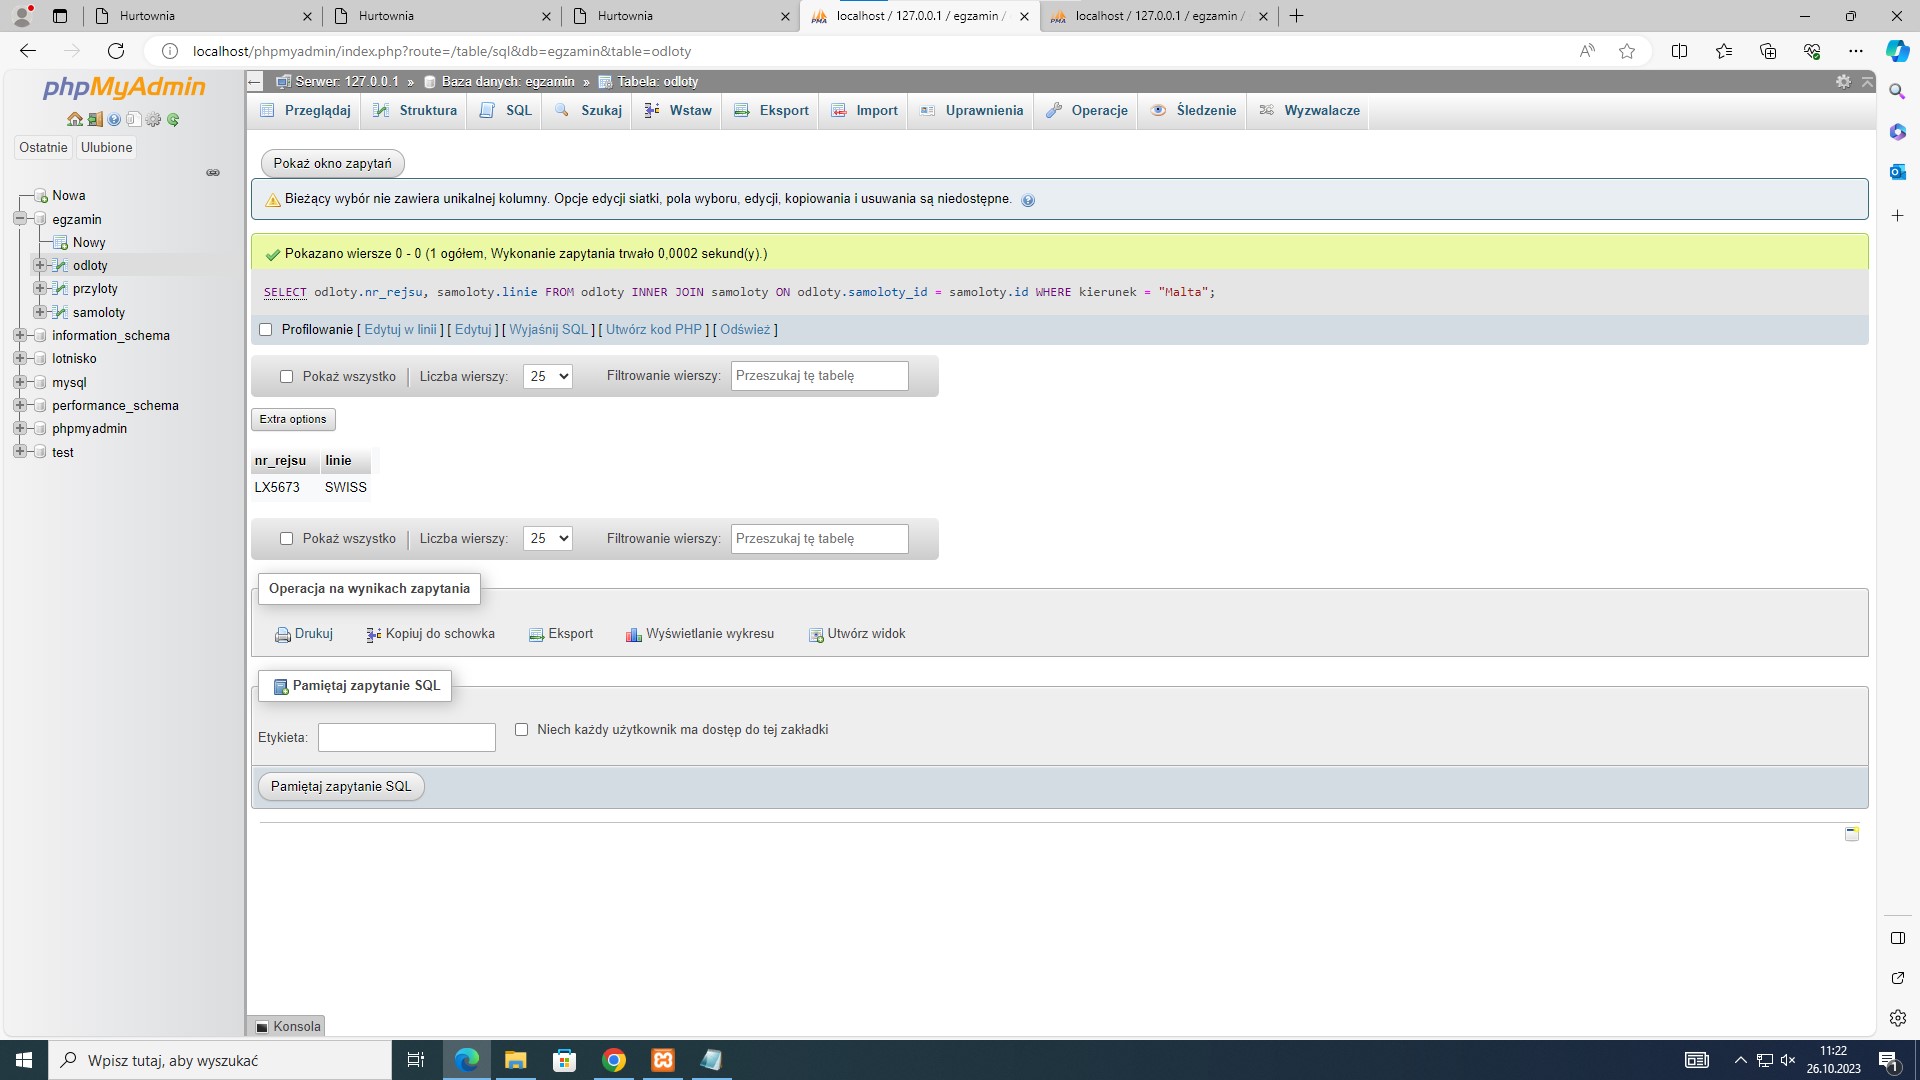 Hurtownia
Hurtownia
Hurtownia
localhost / 127.0.0.1 / egzamin /
localhost / 127.0.0.1 / egzamin /
localhost/phpmyadmin/index.php?route=/table/sql&db=egzamin&table=odloty
phpMyAdmin
Ostatnie
Ulubione
Nowa
egzamin
Nowy
odloty
przyloty
samoloty
information_schema
lotnisko
mysql
performance_schema
phpmyadmin
test
Serwer: 127.0.0.1 » Baza danych: egzamin » Tabela: odloty
Przeglądaj Struktura SQL Szukaj Wstaw Eksport Import Uprawnienia Operacje Śledzenie Wyzwalacze
Pokaż okno zapytań
Bieżący wybór nie zawiera unikalnej kolumny. Opcje edycji siatki, pola wyboru, edycji, kopiowania i usuwania są niedostępne.
Pokazano wiersze 0 - 0 (1 ogółem, Wykonanie zapytania trwało 0,0002 sekund(y).)
SELECT odloty.nr_rejsu, samoloty.linie FROM odloty INNER JOIN samoloty ON odloty.samoloty_id = samoloty.id WHERE kierunek = "Malta";
Profilowanie [ Edytuj w linii ] [ Edytuj ] [ Wyjaśnij SQL ] [ Utwórz kod PHP ] [ Odśwież ]
Pokaż wszystko Liczba wierszy: 25 Filtrowanie wierszy: Przeszukaj tę tabelę
Extra options
nr_rejsu linie
LX5673 SWISS
Pokaż wszystko Liczba wierszy: 25 Filtrowanie wierszy: Przeszukaj tę tabelę
Operacja na wynikach zapytania
Drukuj Kopiuj do schowka Eksport Wyświetlanie wykresu Utwórz widok
Pamiętaj zapytanie SQL
Etykieta: Niech każdy użytkownik ma dostęp do tej zakładki
Pamiętaj zapytanie SQL
Konsola
Wpisz tutaj, aby wyszukać
11:22
26.10.2023
1